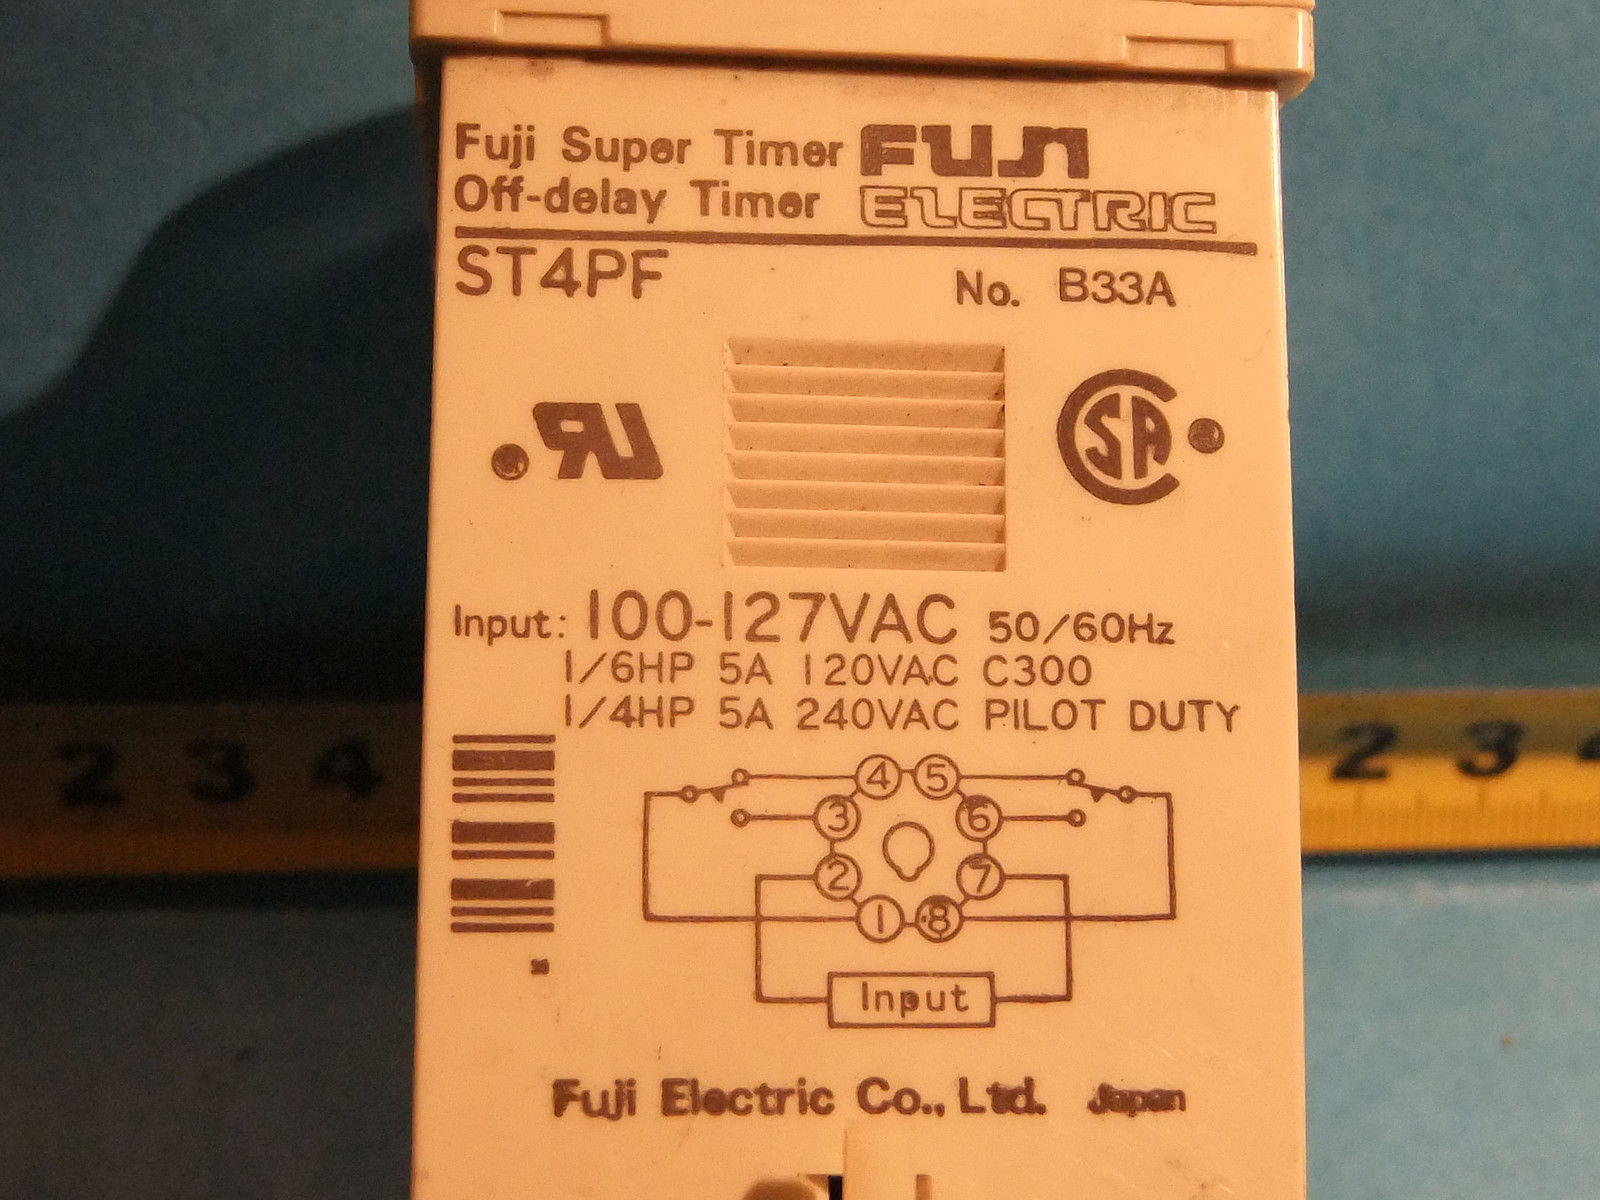 Fuji Super Timer FUJI
Off-delay Timer ELECTRIC
ST4PF No. B33A
RU SA
Input: 100-127VAC 50/60Hz
1/6HP 5A 120VAC C300
1/4HP 5A 240VAC PILOT DUTY
2 3 4
2 3 4
4 5
3 6
2 7
1 8
Input
Fuji Electric Co., Ltd. Japan